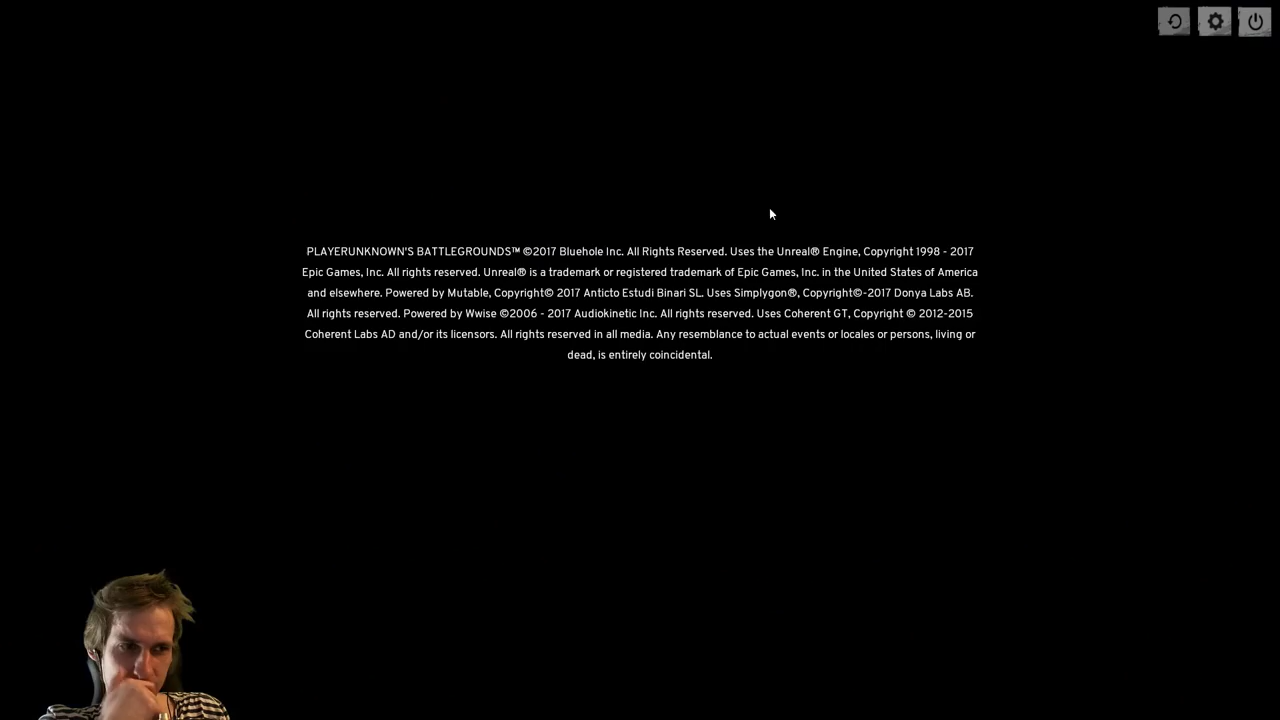 PLAYERUNKNOWN'S BATTLEGROUNDS™ ©2017 Bluehole Inc. All Rights Reserved. Uses the Unreal® Engine, Copyright 1998 - 2017
Epic Games, Inc. All rights reserved. Unreal® is a trademark or registered trademark of Epic Games, Inc. in the United States of America
and elsewhere. Powered by Mutable, Copyright© 2017 Anticto Estudi Binari SL. Uses Simplygon®, Copyright©-2017 Donya Labs AB.
All rights reserved. Powered by Wwise ©2006 - 2017 Audiokinetic Inc. All rights reserved. Uses Coherent GT, Copyright © 2012-2015
Coherent Labs AD and/or its licensors. All rights reserved in all media. Any resemblance to actual events or locales or persons, living or
dead, is entirely coincidental.